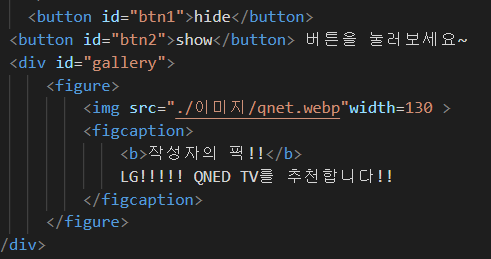 <button id="btn1">hide</button>
<button id="btn2">show</button> 버튼을 눌러보세요~
<div id="gallery">
<figure>
<img src="./이미지/qnet.webp"width=130 >
<figcaption>
<b>작성자의 픽!!</b>
LG!!!!! QNED TV를 추천합니다!!
</figcaption>
</figure>
/div>